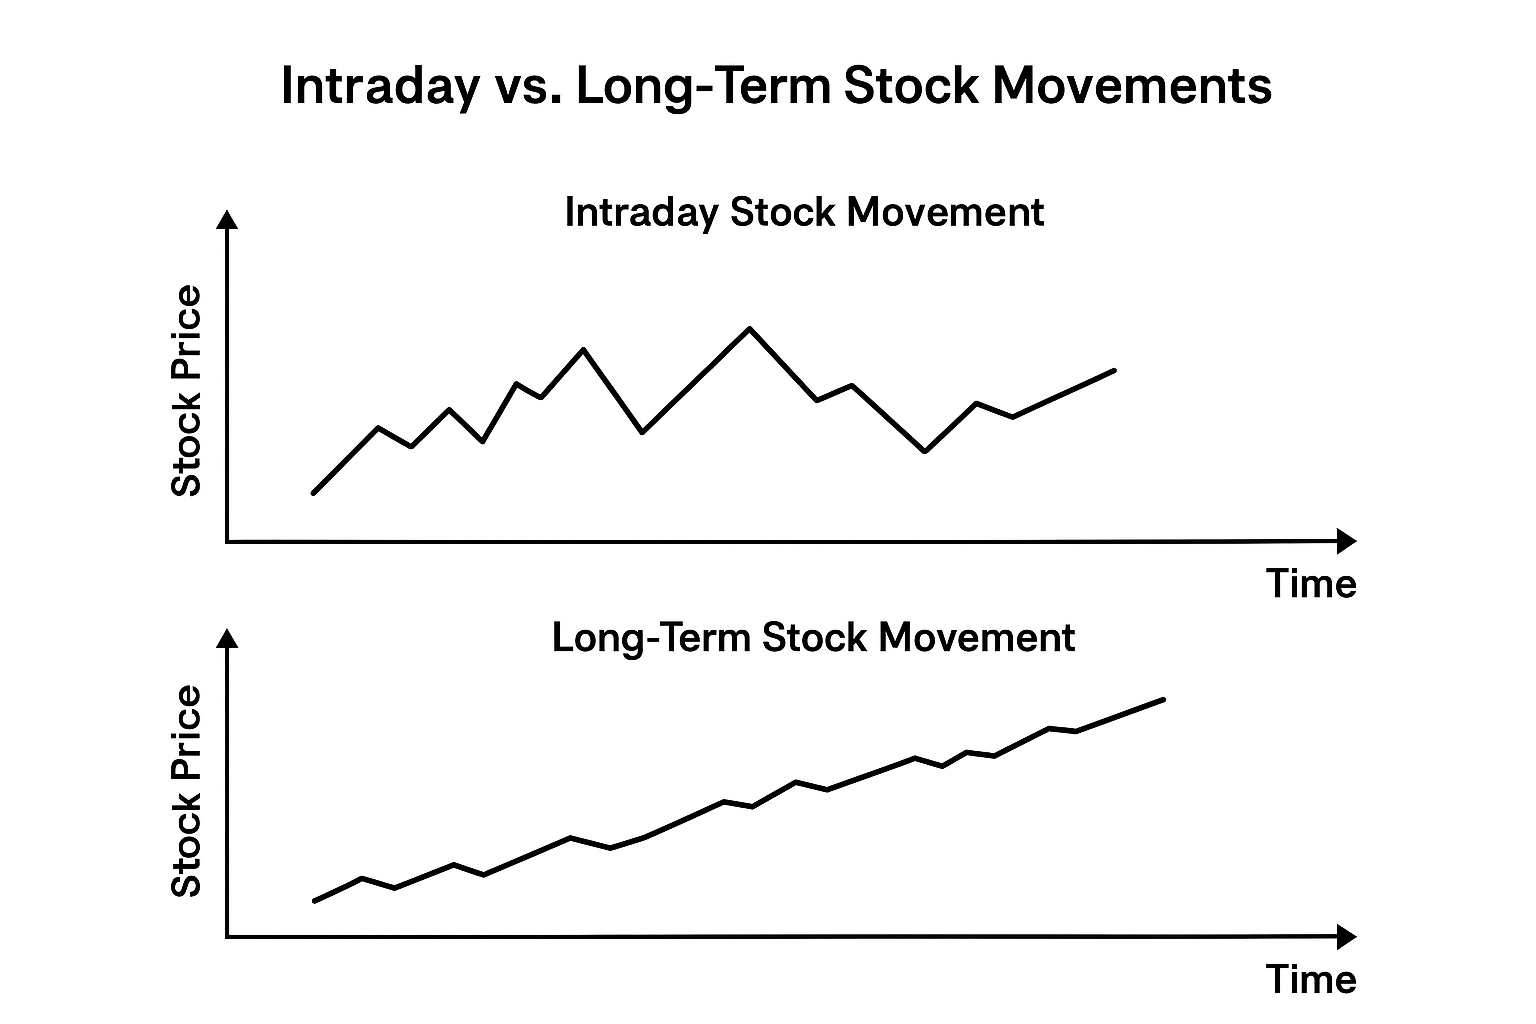 Intraday vs. Long-Term Stock Movements
Intraday Stock Movement
Stock Price
Time
Long-Term Stock Movement
Stock Price
Time